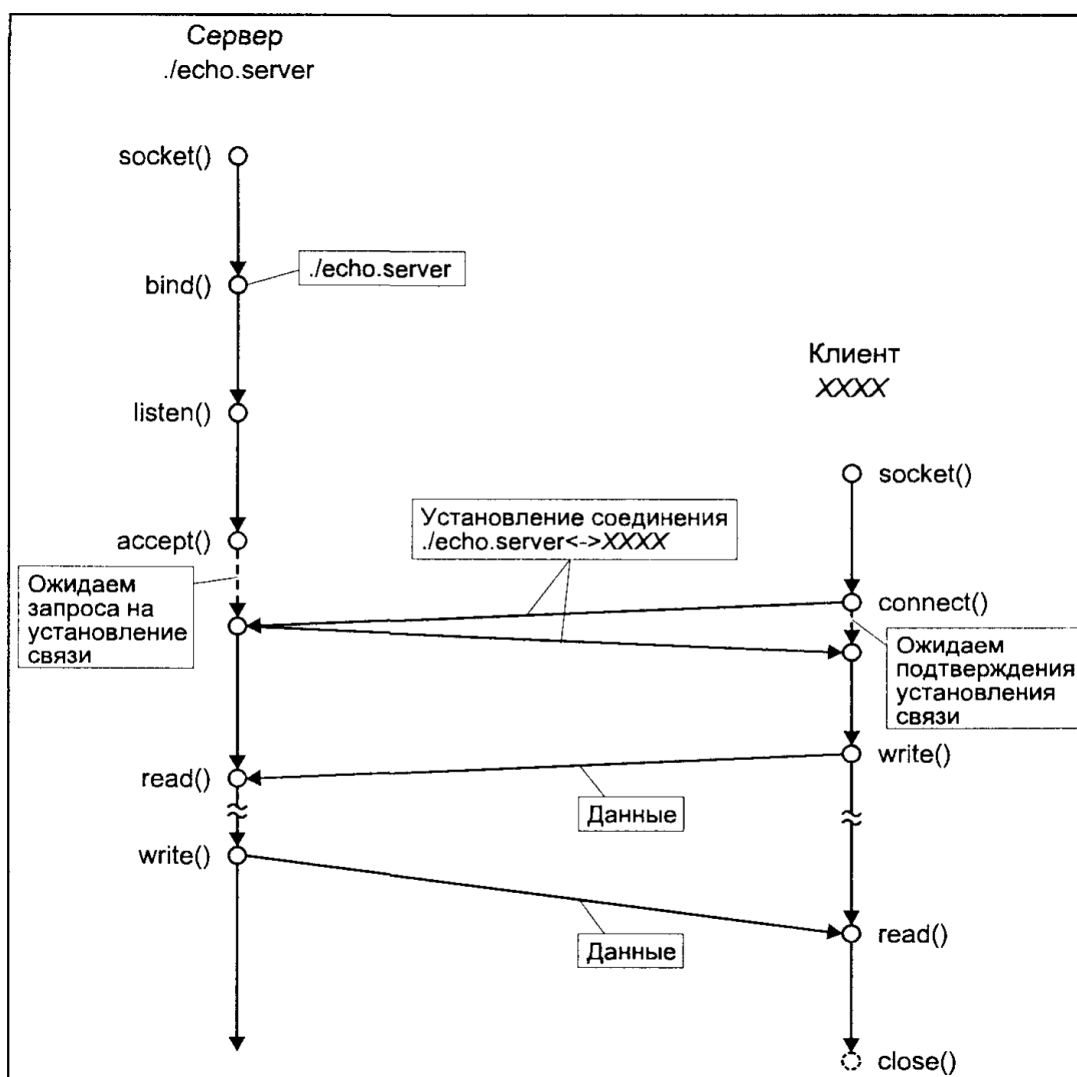 Сервер
./echo.server
socket()
bind()
./echo.server
listen()
Клиент
XXXX
socket()
accept()
Установление соединения
./echo.server<->XXXX
Ожидаем
запроса на
установление
связи
connect()
Ожидаем
подтверждения
установления
связи
write()
read()
Данные
write()
read()
Данные
close()